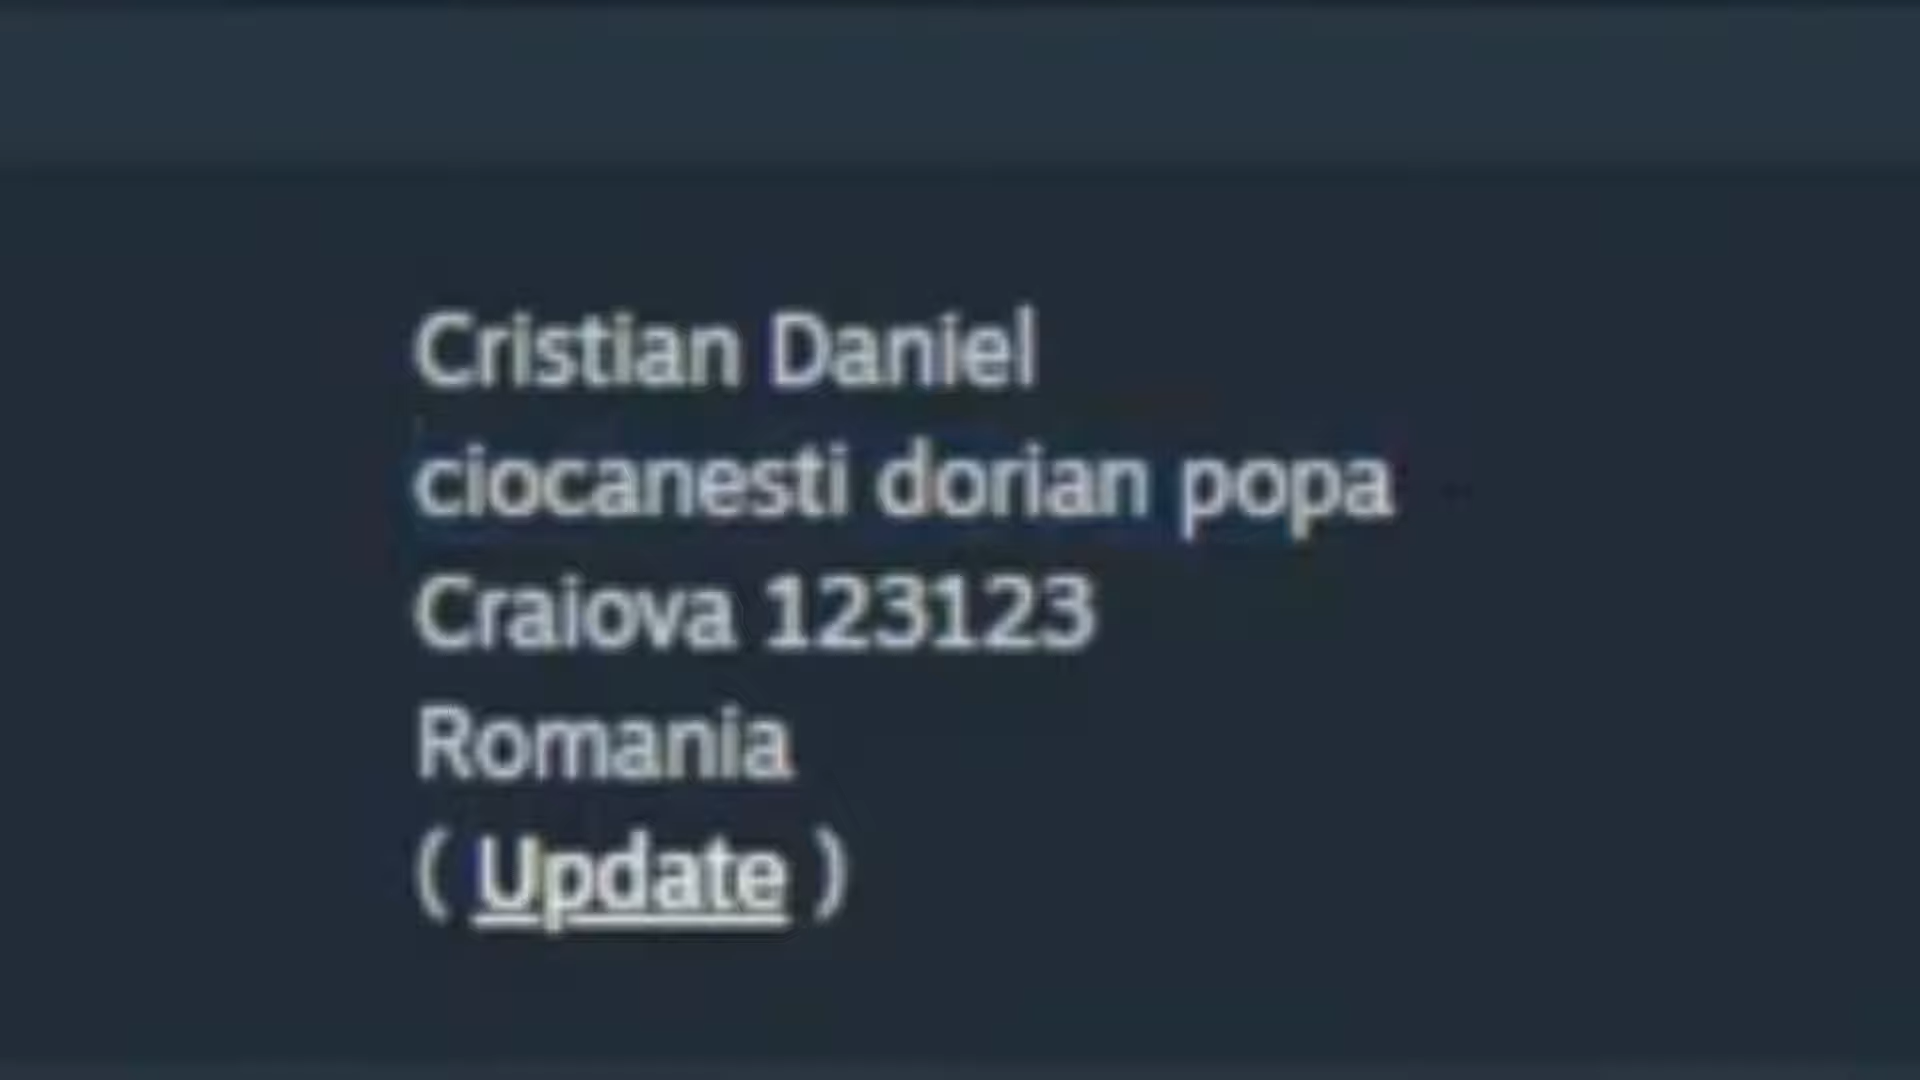 Cristian Daniel
ciocanesti dorian popa
Craiova 123123
Romania
( Update )